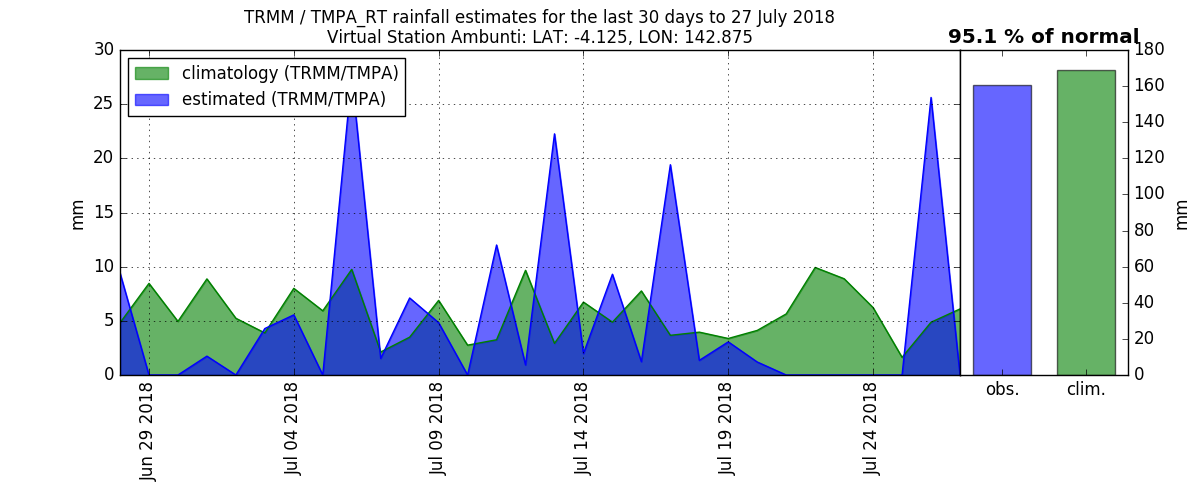 TRMM / TMPA_RT rainfall estimates for the last 30 days to 27 July 2018
Virtual Station Ambunti: LAT: -4.125, LON: 142.875
95.1 % of normal
climatology (TRMM/TMPA)
estimated (TRMM/TMPA)
30
25
20
15
10
5
0
mm
Jun 29 2018
Jul 04 2018
Jul 09 2018
Jul 14 2018
Jul 19 2018
Jul 24 2018
obs.
clim.
180
160
140
120
100
80
60
40
20
0
mm